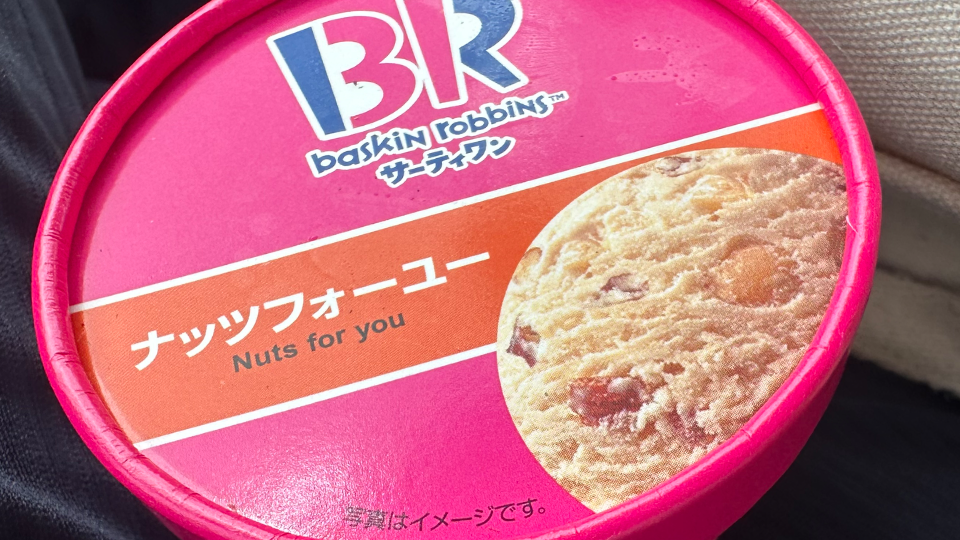 BR
baskin robbins™
サーティワン
ナッツフォーユー
Nuts for you
写真はイメージです。